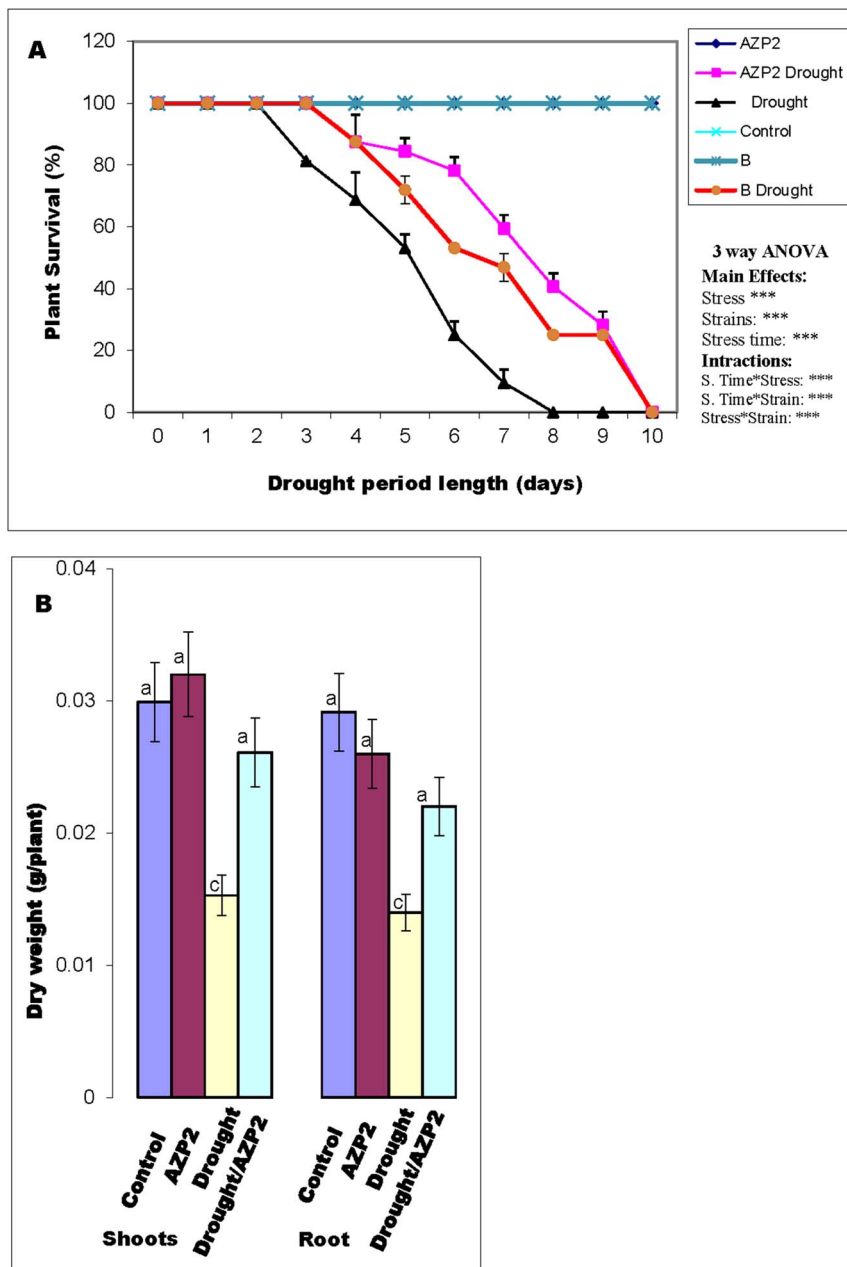 A
120
100
80
60
40
20
0
Plant Survival (%)
0 1 2 3 4 5 6 7 8 9 10
Drought period length (days)
AZP2
AZP2 Drought
Drought
Control
B
B Drought
3 way ANOVA
Main Effects:
Stress ***
Strains: ***
Stress time: ***
Intractions:
S. Time*Stress: ***
S. Time*Strain: ***
Stress*Strain: ***
B
0.04
0.03
0.02
0.01
0
Dry weight (g/plant)
a
a
c
a
a
a
c
a
Control
AZP2
Drought
Drought/AZP2
Control
AZP2
Drought
Drought/AZP2
Shoots
Root